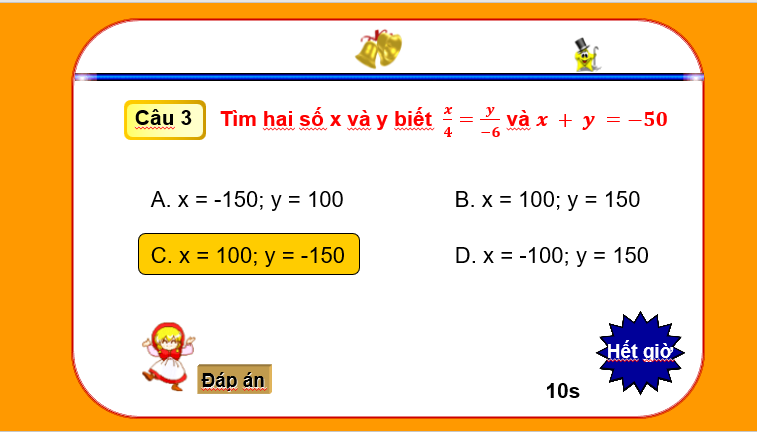 Câu 3 Tìm hai số x và y biết x/4 = y/−6 và x + y = −50
A. x = -150; y = 100
B. x = 100; y = 150
C. x = 100; y = -150
D. x = -100; y = 150
Hết giờ
Đáp án
10s